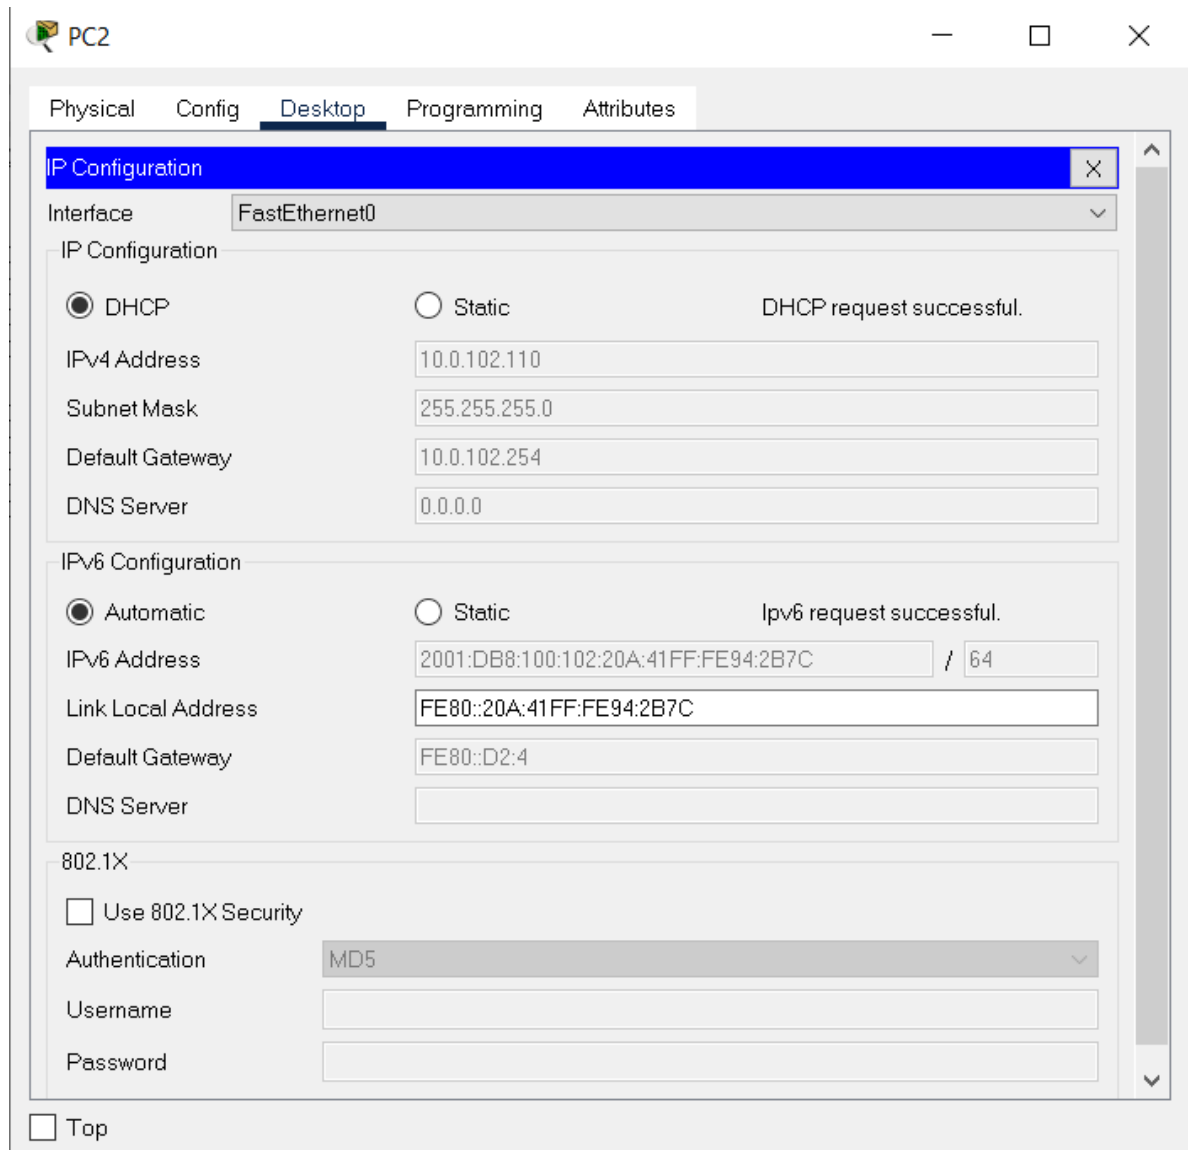 PC2
Physical Config Desktop Programming Attributes
IP Configuration X
Interface FastEthernet0
IP Configuration
DHCP Static DHCP request successful.
IPv4 Address 10.0.102.110
Subnet Mask 255.255.255.0
Default Gateway 10.0.102.254
DNS Server 0.0.0.0
IPv6 Configuration
Automatic Static Ipv6 request successful.
IPv6 Address 2001:DB8:100:102:20A:41FF:FE94:2B7C / 64
Link Local Address FE80::20A:41FF:FE94:2B7C
Default Gateway FE80::D2:4
DNS Server
802.1X
Use 802.1X Security
Authentication MD5
Username
Password
Top